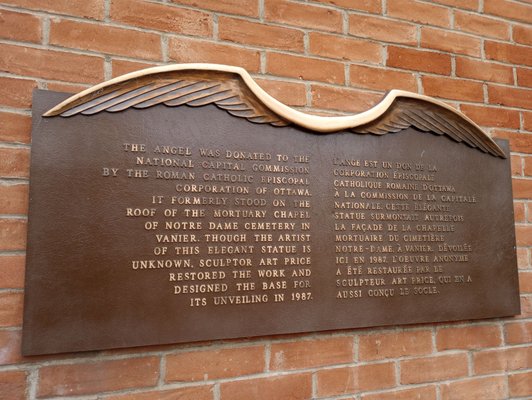 THE ANGEL WAS DONATED TO THE
NATIONAL CAPITAL COMMISSION
BY THE ROMAN CATHOLIC EPISCOPAL
CORPORATION OF OTTAWA.
IT FORMERLY STOOD ON THE
ROOF OF THE MORTUARY CHAPEL
OF NOTRE DAME CEMETERY IN
VANIER. THOUGH THE ARTIST
OF THIS ELEGANT STATUE IS
UNKNOWN, SCULPTOR ART PRICE
RESTORED THE WORK AND
DESIGNED THE BASE FOR
ITS UNVEILING IN 1987.
L'ANGE EST UN DON DE LA
CORPORATION ÉPISCOPALE
CATHOLIQUE ROMAINE D'OTTAWA
À LA COMMISSION DE LA CAPITALE
NATIONALE. CETTE ÉLÉGANTE
STATUE SURMONTAIT AUTREFOIS
LA FAÇADE DE LA CHAPELLE
MORTUAIRE DU CIMETIÈRE
NOTRE-DAME, À VANIER. DÉVOILÉE
ICI EN 1987, L'OEUVRE ANONYME
A ÉTÉ RESTAURÉE PAR LE
SCULPTEUR ART PRICE, QUI EN A
AUSSI CONÇU LE SOCLE.